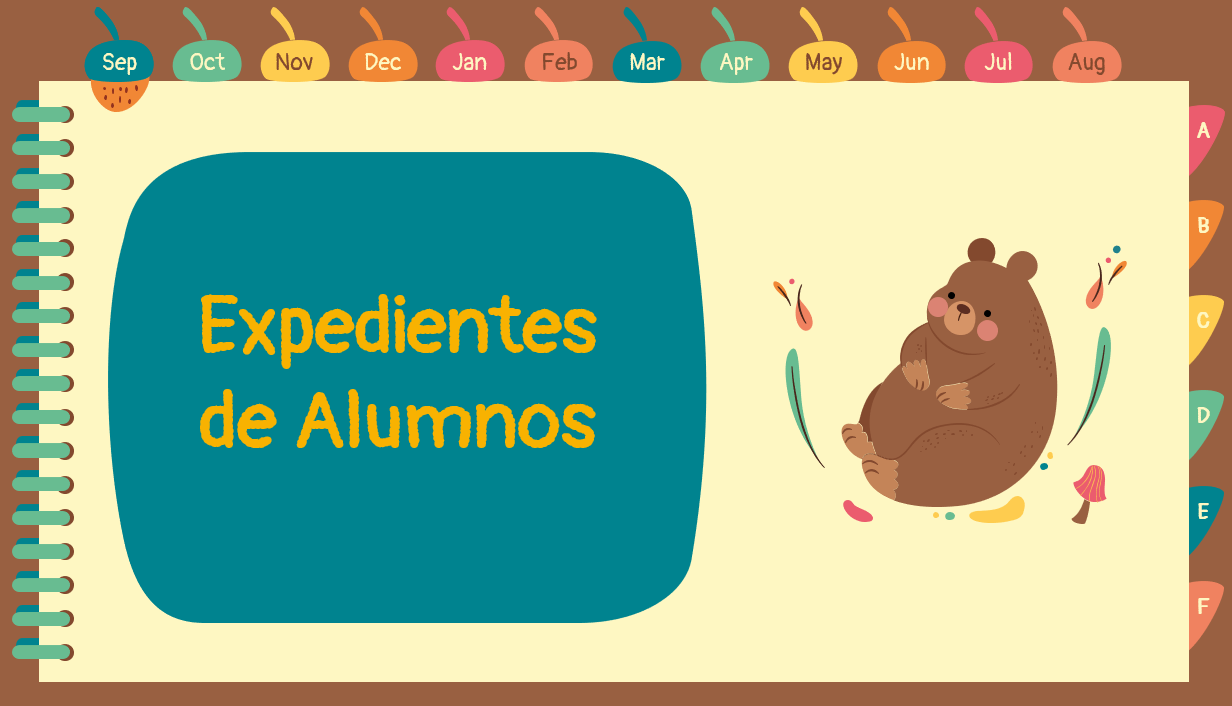 Sep Oct Nov Dec Jan Feb Mar Apr May Jun Jul Aug
A
B
C
D
E
F
Expedientes
de Alumnos